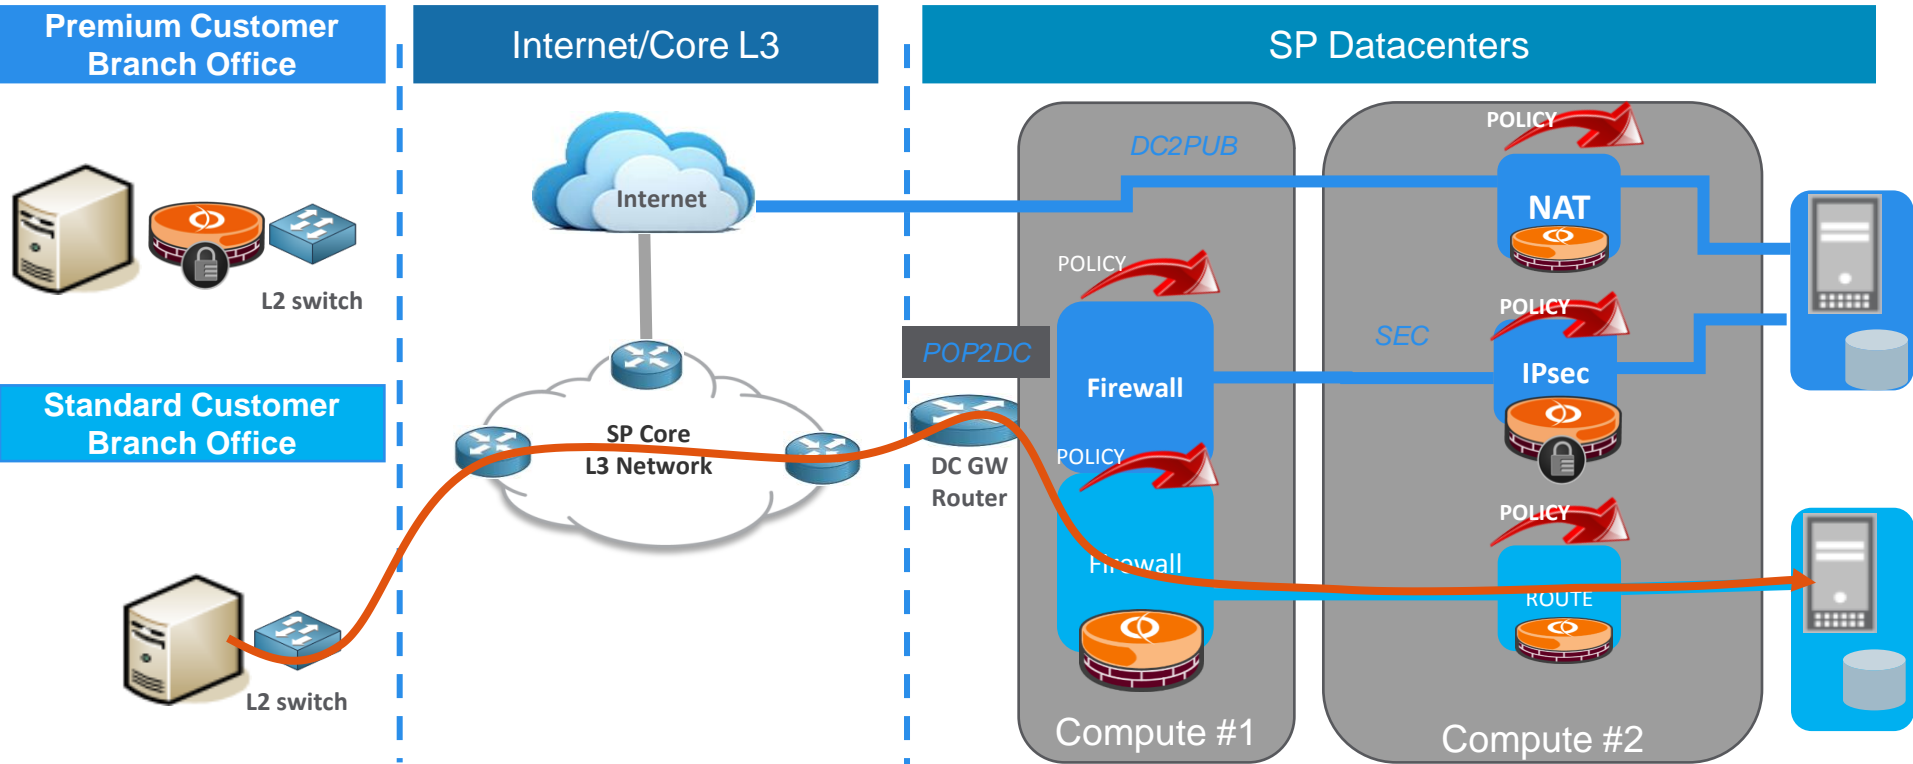 Premium Customer
Branch Office
Internet/Core L3
SP Datacenters
POLICY
DC2PUB
Internet
NAT
L2 switch
POLICY
POLICY
POP2DC
SEC
Firewall
IPsec
Standard Customer
Branch Office
SP Core
L3 Network
DC GW
Router
POLICY
POLICY
Firewall
ROUTE
L2 switch
Compute #1
Compute #2